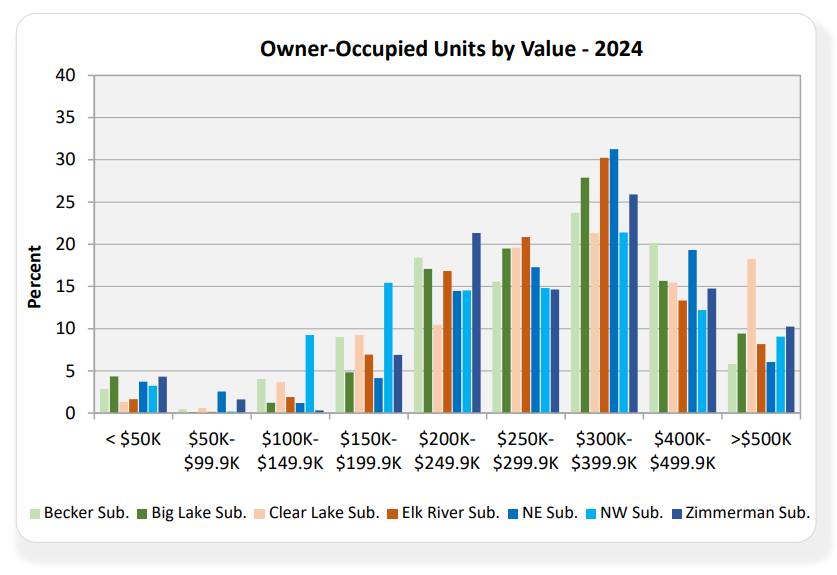 Owner-Occupied Units by Value - 2024
40
35
30
25
20
15
10
5
0
Percent
< $50K
$50K-
$99.9K
$100K-
$149.9K
$150K-
$199.9K
$200K-
$249.9K
$250K-
$299.9K
$300K-
$399.9K
$400K-
$499.9K
>$500K
Becker Sub.
Big Lake Sub.
Clear Lake Sub.
Elk River Sub.
NE Sub.
NW Sub.
Zimmerman Sub.